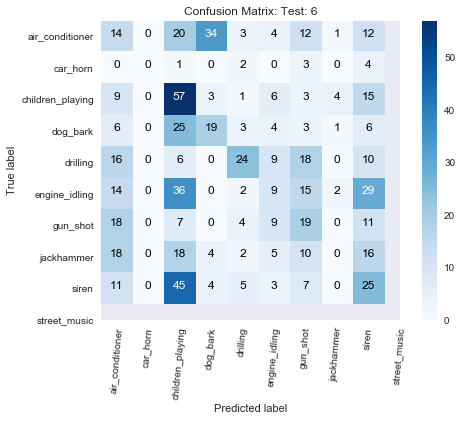 Confusion Matrix: Test: 6
True label
air_conditioner 14 0 20 34 3 4 12 1 12
car_horn 0 0 1 0 2 0 3 0 4
children_playing 9 0 57 3 1 6 3 4 15
dog_bark 6 0 25 19 3 4 3 1 6
drilling 16 0 6 0 24 9 18 0 10
engine_idling 14 0 36 0 2 9 15 2 29
gun_shot 18 0 7 0 4 9 19 0 11
jackhammer 18 0 18 4 2 5 10 0 16
siren 11 0 45 4 5 3 7 0 25
street_music
air_conditioner car_horn children_playing dog_bark drilling engine_idling gun_shot jackhammer siren street_music
Predicted label
50
40
30
20
10
0